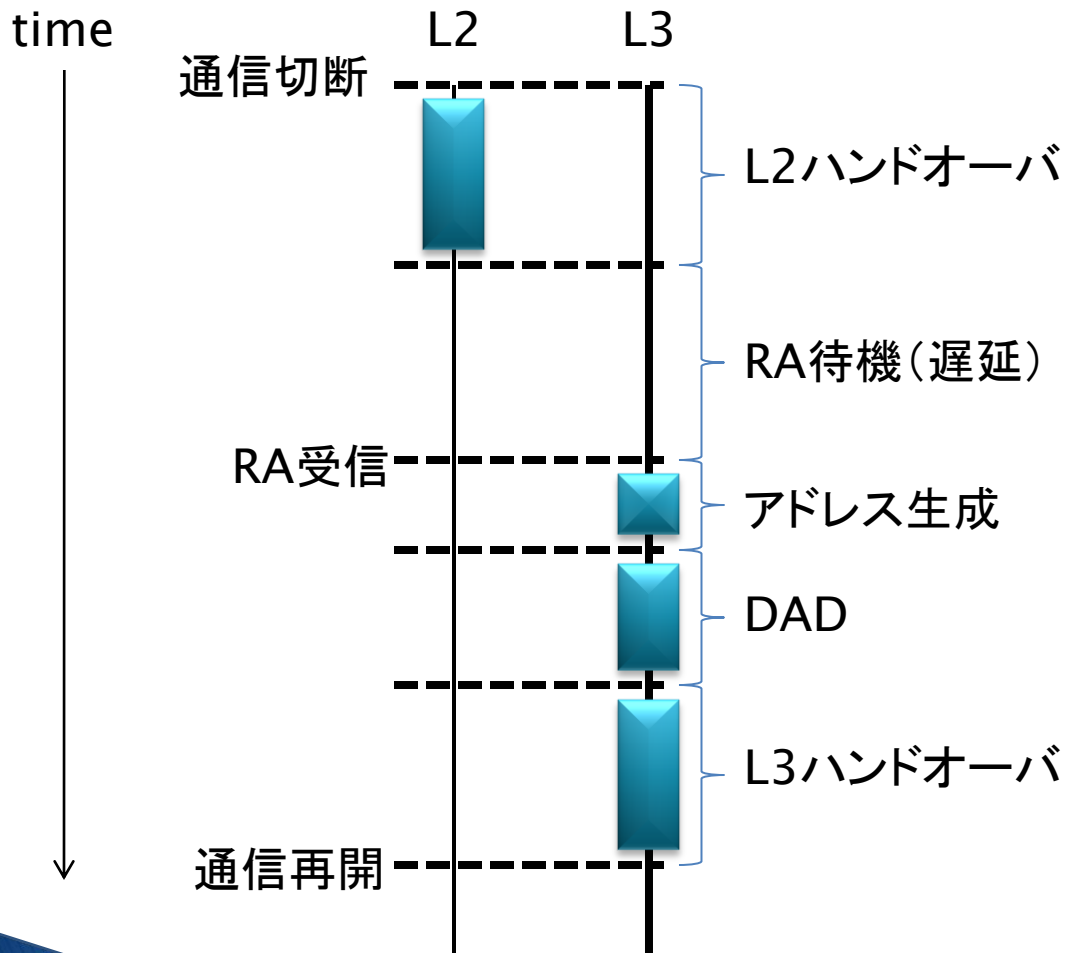 time
L2
L3
通信切断
L2ハンドオーバ
RA待機（遅延）
RA受信
アドレス生成
DAD
L3ハンドオーバ
通信再開